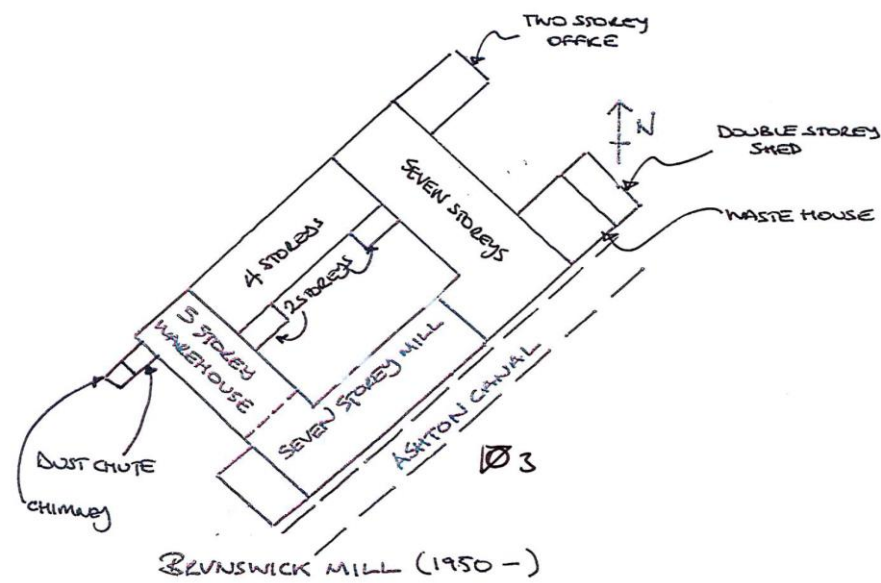 TWO STOREY
OFFICE
N
DOUBLE STOREY
SHED
SEVEN STOREYS
WASTE HOUSE
4 STOREYS
2 STOREYS
5 STOREY
WAREHOUSE
SEVEN STOREY MILL
ASHTON CANAL
3
DUST CHUTE
CHIMNEY
BRUNSWICK MILL (1950-)